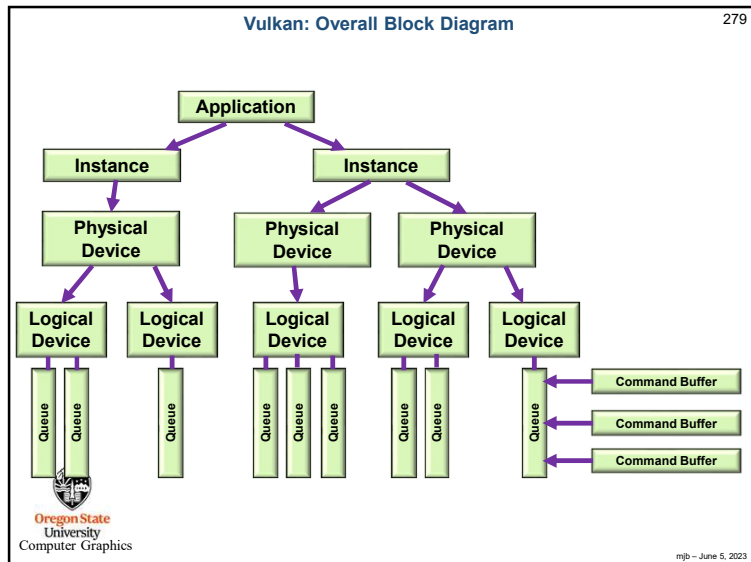 Vulkan: Overall Block Diagram
279
Application
Instance
Instance
Physical
Device
Physical
Device
Physical
Device
Logical
Device
Logical
Device
Logical
Device
Logical
Device
Logical
Device
Queue
Queue
Queue
Queue
Queue
Queue
Queue
Queue
Queue
Command Buffer
Command Buffer
Command Buffer
Oregon State
University
Computer Graphics
mjb – June 5, 2023